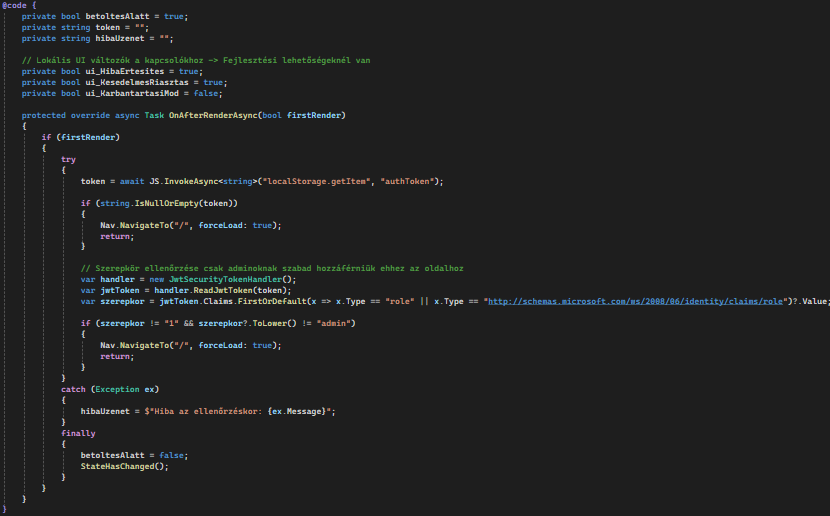 @code {
    private bool betoltesAlatt = true;
    private string token = "";
    private string hibaUzenet = "";

    // Lokális UI változók a kapcsolókhoz -> Fejlesztési lehetőségeknél van
    private bool ui_HibaErtesites = true;
    private bool ui_KesedelmesRiasztas = true;
    private bool ui_KarbantartasiMod = false;

    protected override async Task OnAfterRenderAsync(bool firstRender)
    {
        if (firstRender)
        {
            try
            {
                token = await JS.InvokeAsync<string>("localStorage.getItem", "authToken");

                if (string.IsNullOrEmpty(token))
                {
                    Nav.NavigateTo("/", forceLoad: true);
                    return;
                }

                // Szerepkör ellenőrzése csak adminoknak szabad hozzáférniük ehhez az oldalhoz
                var handler = new JwtSecurityTokenHandler();
                var jwtToken = handler.ReadJwtToken(token);
                var szerepkor = jwtToken.Claims.FirstOrDefault(x => x.Type == "role" || x.Type == "http://schemas.microsoft.com/ws/2008/06/identity/claims/role")?.Value;

                if (szerepkor != "1" && szerepkor?.ToLower() != "admin")
                {
                    Nav.NavigateTo("/", forceLoad: true);
                    return;
                }
            }
            catch (Exception ex)
            {
                hibaUzenet = $"Hiba az ellenőrzéskor: {ex.Message}";
            }
            finally
            {
                betoltesAlatt = false;
                StateHasChanged();
            }
        }
    }
}